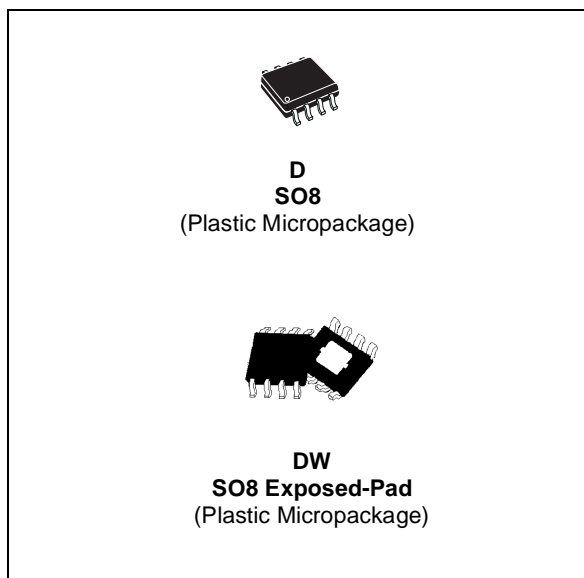 D
SO8
(Plastic Micropackage)
DW
SO8 Exposed-Pad
(Plastic Micropackage)